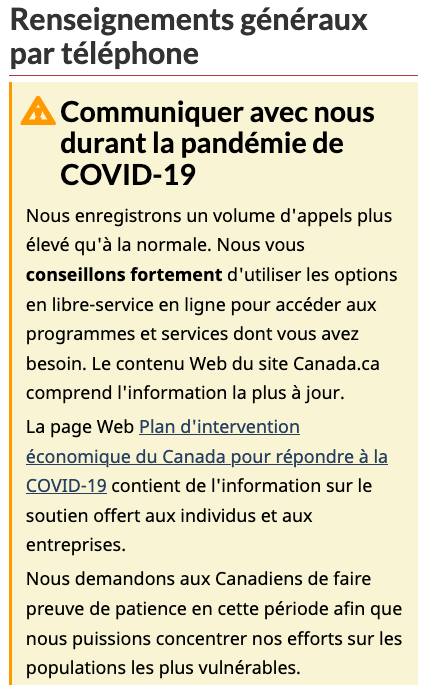 Renseignements généraux
par téléphone
Communiquer avec nous
durant la pandémie de
COVID-19
Nous enregistrons un volume d'appels plus
élevé qu'à la normale. Nous vous
conseillons fortement d'utiliser les options
en libre-service en ligne pour accéder aux
programmes et services dont vous avez
besoin. Le contenu Web du site Canada.ca
comprend l'information la plus à jour.
La page Web Plan d'intervention
économique du Canada pour répondre à la
COVID-19 contient de l'information sur le
soutien offert aux individus et aux
entreprises.
Nous demandons aux Canadiens de faire
preuve de patience en cette période afin que
nous puissions concentrer nos efforts sur les
populations les plus vulnérables.